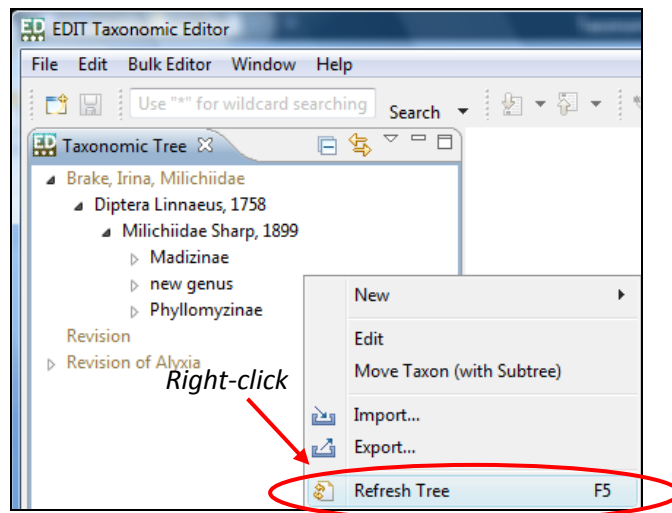 EDIT Taxonomic Editor
File Edit Bulk Editor Window Help
Use "*" for wildcard searching Search
Taxonomic Tree
Brake, Irina, Milichiidae
Diptera Linnaeus, 1758
Milichiidae Sharp, 1899
Madizinae
new genus
Phyllomyzinae
Revision
Revision of Alyxia
Right-click
New
Edit
Move Taxon (with Subtree)
Import...
Export...
Refresh Tree F5